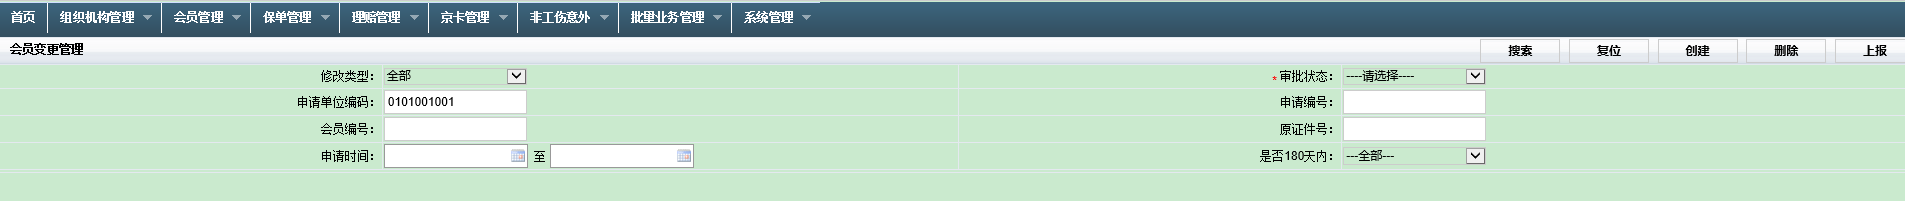 首页 组织机构管理 会员管理 保单管理 理赔管理 京卡管理 非工伤意外 批量业务管理 系统管理
会员变更管理 搜索 复位 创建 删除 上报
修改类型： 全部 *审批状态： ----请选择----
申请单位编码： 0101001001 申请编号：
会员编号： 原证件号：
申请时间： 至 是否180天内： ---全部---